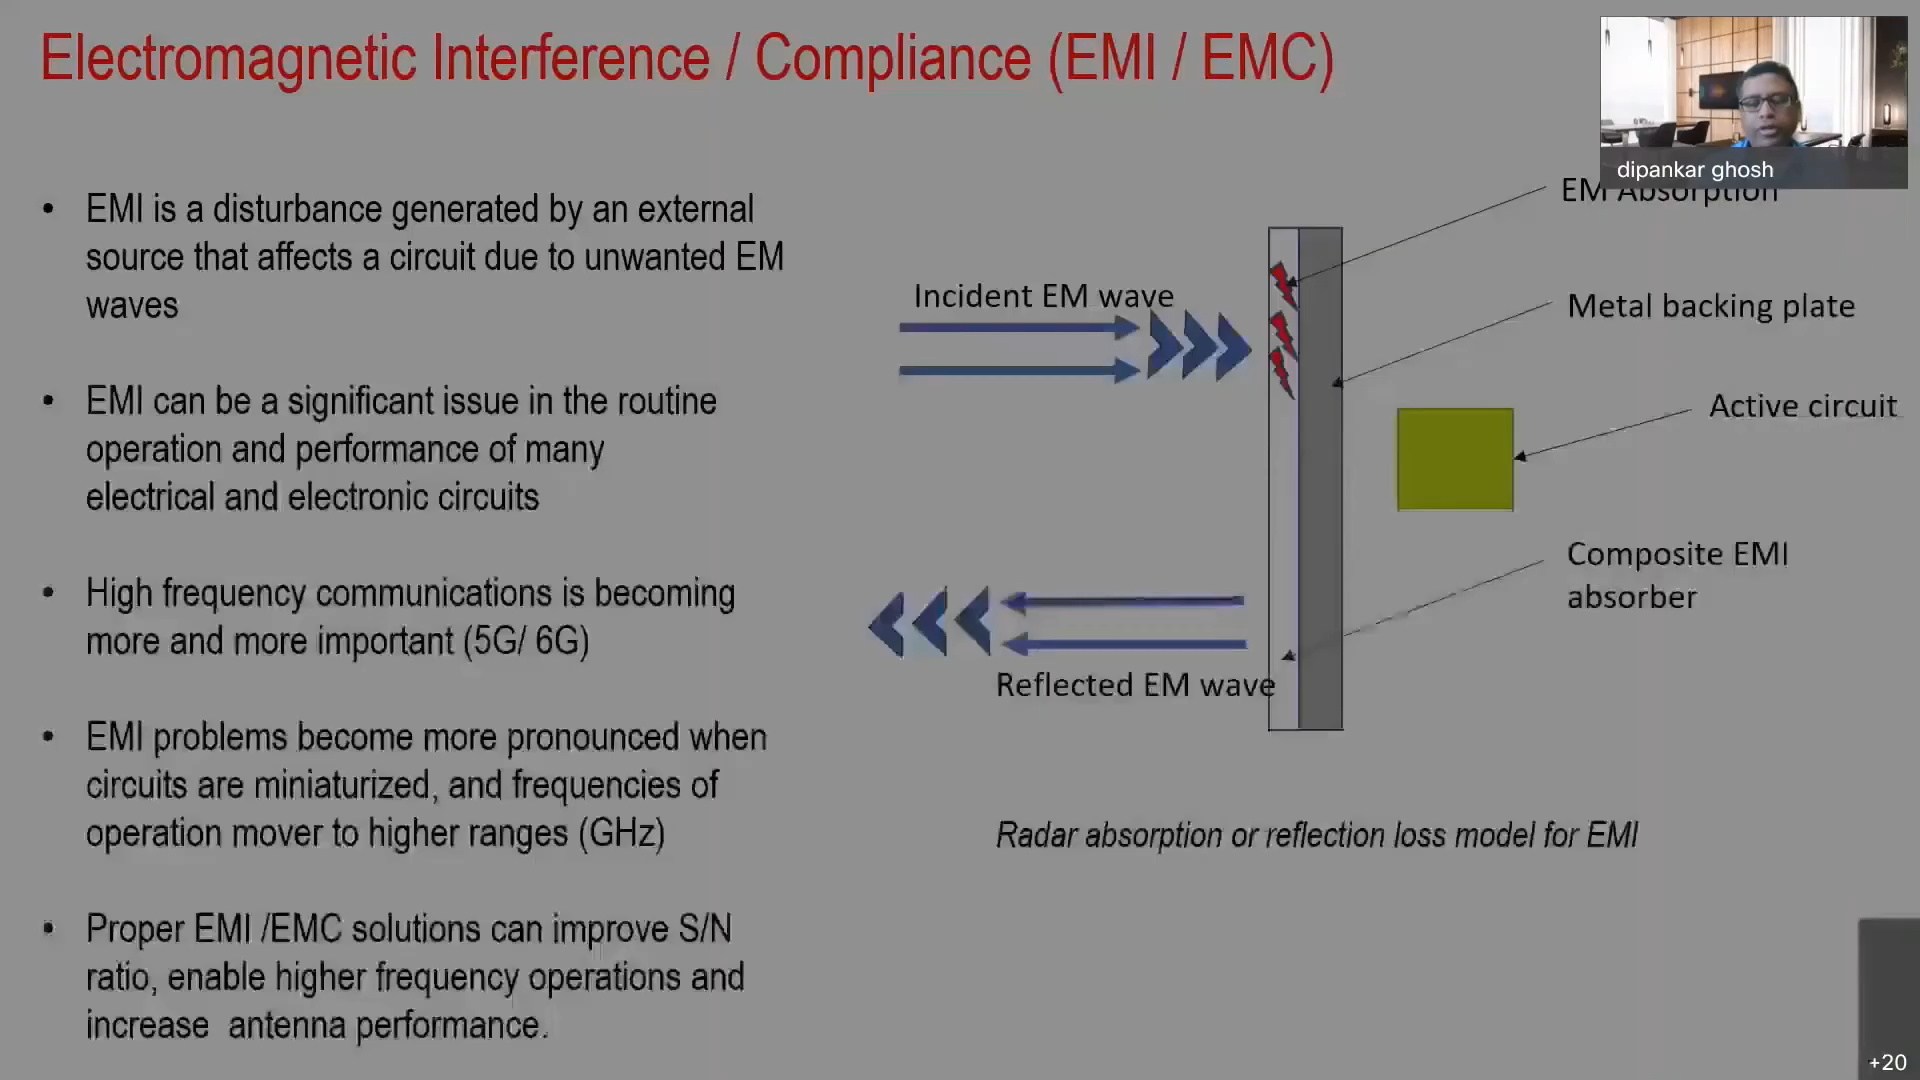 Electromagnetic Interference / Compliance (EMI / EMC)
dipankar ghosh
• EMI is a disturbance generated by an external
source that affects a circuit due to unwanted EM
waves
• EMI can be a significant issue in the routine
operation and performance of many
electrical and electronic circuits
• High frequency communications is becoming
more and more important (5G/ 6G)
• EMI problems become more pronounced when
circuits are miniaturized, and frequencies of
operation mover to higher ranges (GHz)
• Proper EMI /EMC solutions can improve S/N
ratio, enable higher frequency operations and
increase  antenna performance.
EM Absorption
Incident EM wave
Metal backing plate
Active circuit
Composite EMI
absorber
Reflected EM wave
Radar absorption or reflection loss model for EMI
+20